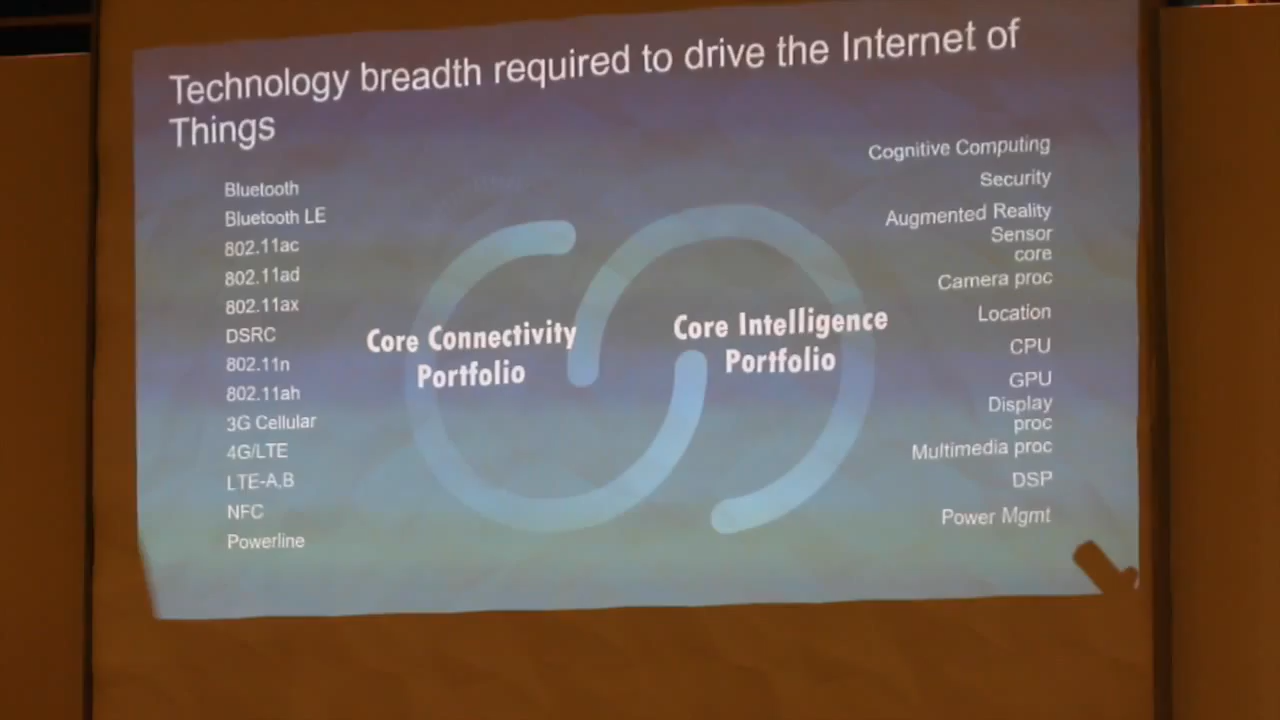 Technology breadth required to drive the Internet of
Things
Bluetooth
Bluetooth LE
802.11ac
802.11ad
802.11ax
DSRC
802.11n
802.11ah
3G Cellular
4G/LTE
LTE-A,B
NFC
Powerline
Core Connectivity
Portfolio
Core Intelligence
Portfolio
Cognitive Computing
Security
Augmented Reality
Sensor
core
Camera proc
Location
CPU
GPU
Display
proc
Multimedia proc
DSP
Power Mgmt